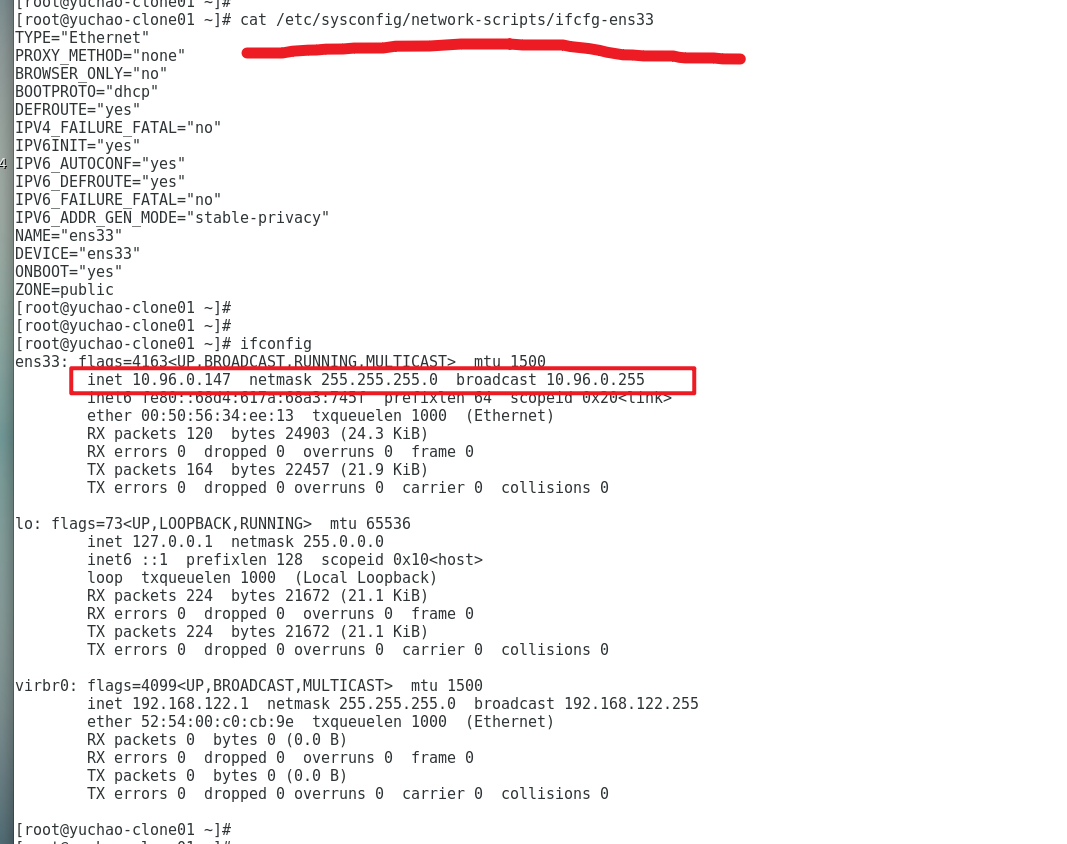 [root@yuchao-clone01 ~]#
[root@yuchao-clone01 ~]# cat /etc/sysconfig/network-scripts/ifcfg-ens33
TYPE="Ethernet"
PROXY_METHOD="none"
BROWSER_ONLY="no"
BOOTPROTO="dhcp"
DEFROUTE="yes"
IPV4_FAILURE_FATAL="no"
IPV6INIT="yes"
4
IPV6_AUTOCONF="yes"
IPV6_DEFROUTE="yes"
IPV6_FAILURE_FATAL="no"
IPV6_ADDR_GEN_MODE="stable-privacy"
NAME="ens33"
DEVICE="ens33"
ONBOOT="yes"
ZONE=public
[root@yuchao-clone01 ~]#
[root@yuchao-clone01 ~]#
[root@yuchao-clone01 ~]# ifconfig
ens33: flags=4163<UP,BROADCAST,RUNNING,MULTICAST>  mtu 1500
        inet 10.96.0.147  netmask 255.255.255.0  broadcast 10.96.0.255
        inet6 fe80::68d4:617a:68a3:745f  prefixlen 64  scopeid 0x20<link>
        ether 00:50:56:34:ee:13  txqueuelen 1000  (Ethernet)
        RX packets 120  bytes 24903 (24.3 KiB)
        RX errors 0  dropped 0  overruns 0  frame 0
        TX packets 164  bytes 22457 (21.9 KiB)
        TX errors 0  dropped 0 overruns 0  carrier 0  collisions 0

lo: flags=73<UP,LOOPBACK,RUNNING>  mtu 65536
        inet 127.0.0.1  netmask 255.0.0.0
        inet6 ::1  prefixlen 128  scopeid 0x10<host>
        loop  txqueuelen 1000  (Local Loopback)
        RX packets 224  bytes 21672 (21.1 KiB)
        RX errors 0  dropped 0  overruns 0  frame 0
        TX packets 224  bytes 21672 (21.1 KiB)
        TX errors 0  dropped 0 overruns 0  carrier 0  collisions 0

virbr0: flags=4099<UP,BROADCAST,MULTICAST>  mtu 1500
        inet 192.168.122.1  netmask 255.255.255.0  broadcast 192.168.122.255
        ether 52:54:00:c0:cb:9e  txqueuelen 1000  (Ethernet)
        RX packets 0  bytes 0 (0.0 B)
        RX errors 0  dropped 0  overruns 0  frame 0
        TX packets 0  bytes 0 (0.0 B)
        TX errors 0  dropped 0 overruns 0  carrier 0  collisions 0

[root@yuchao-clone01 ~]#